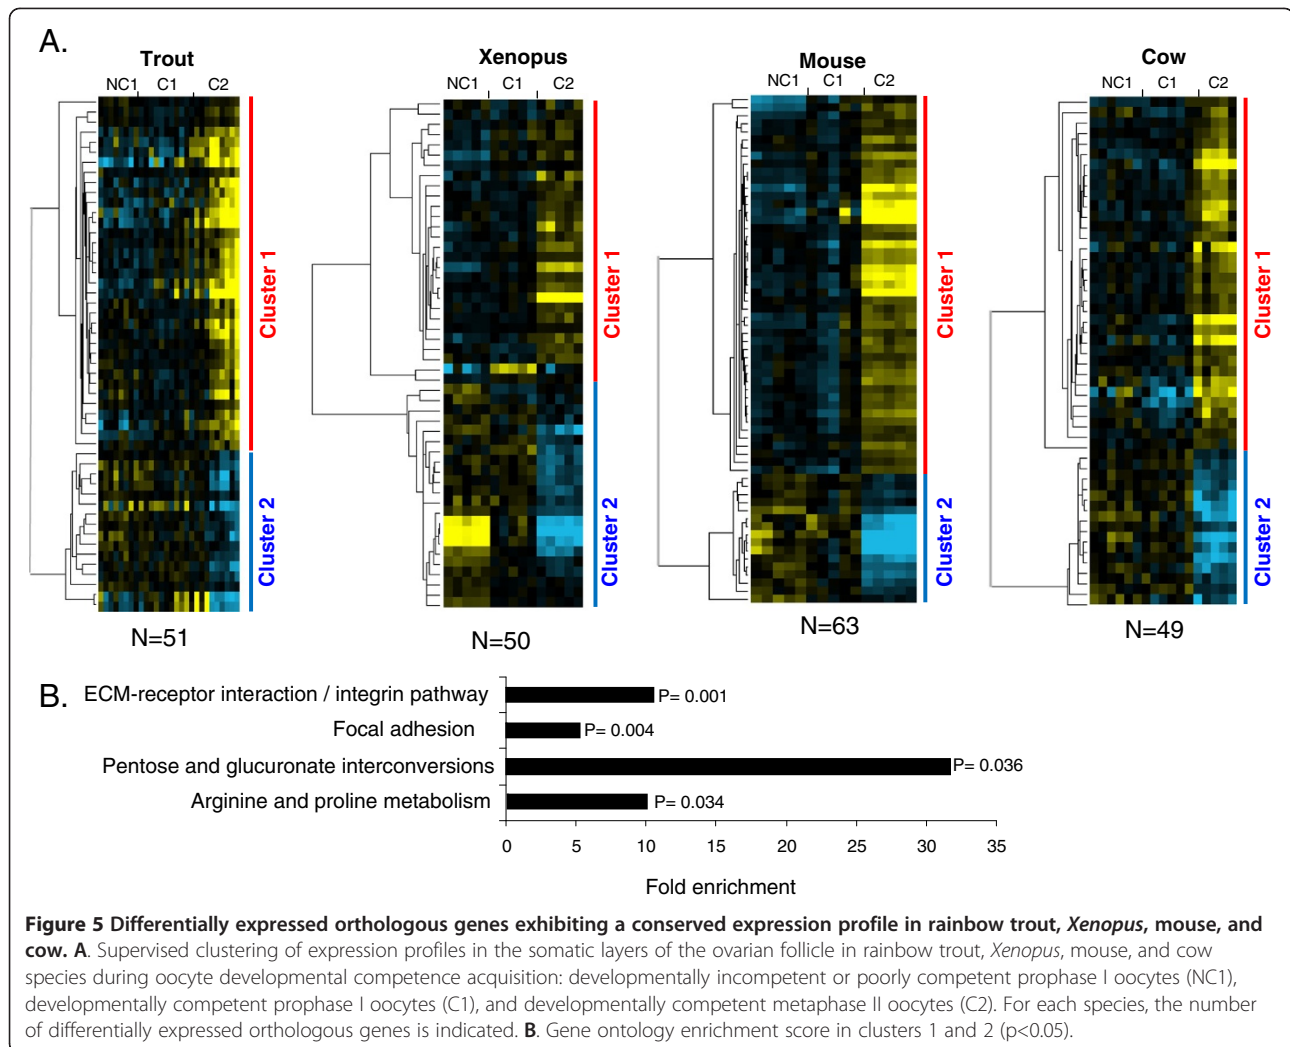 A.
Trout Xenopus Mouse Cow
NC1 C1 C2 NC1 C1 C2 NC1 C1 C2 NC1 C1 C2
Cluster 1 Cluster 1 Cluster 1 Cluster 1
Cluster 2 Cluster 2 Cluster 2 Cluster 2
N=51 N=50 N=63 N=49
B.
ECM-receptor interaction / integrin pathway P= 0.001
Focal adhesion P= 0.004
Pentose and glucuronate interconversions P= 0.036
Arginine and proline metabolism P= 0.034
0 5 10 15 20 25 30 35
Fold enrichment
Figure 5 Differentially expressed orthologous genes exhibiting a conserved expression profile in rainbow trout, Xenopus, mouse, and
cow. A. Supervised clustering of expression profiles in the somatic layers of the ovarian follicle in rainbow trout, Xenopus, mouse, and cow
species during oocyte developmental competence acquisition: developmentally incompetent or poorly competent prophase I oocytes (NC1),
developmentally competent prophase I oocytes (C1), and developmentally competent metaphase II oocytes (C2). For each species, the number
of differentially expressed orthologous genes is indicated. B. Gene ontology enrichment score in clusters 1 and 2 (p<0.05).